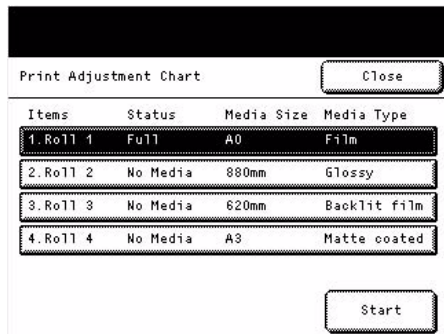 Print Adjustment Chart Close
Items Status Media Size Media Type
1.Roll 1 Full A0 Film
2.Roll 2 No Media 880mm Glossy
3.Roll 3 No Media 620mm Backlit film
4.Roll 4 No Media A3 Matte coated
Start